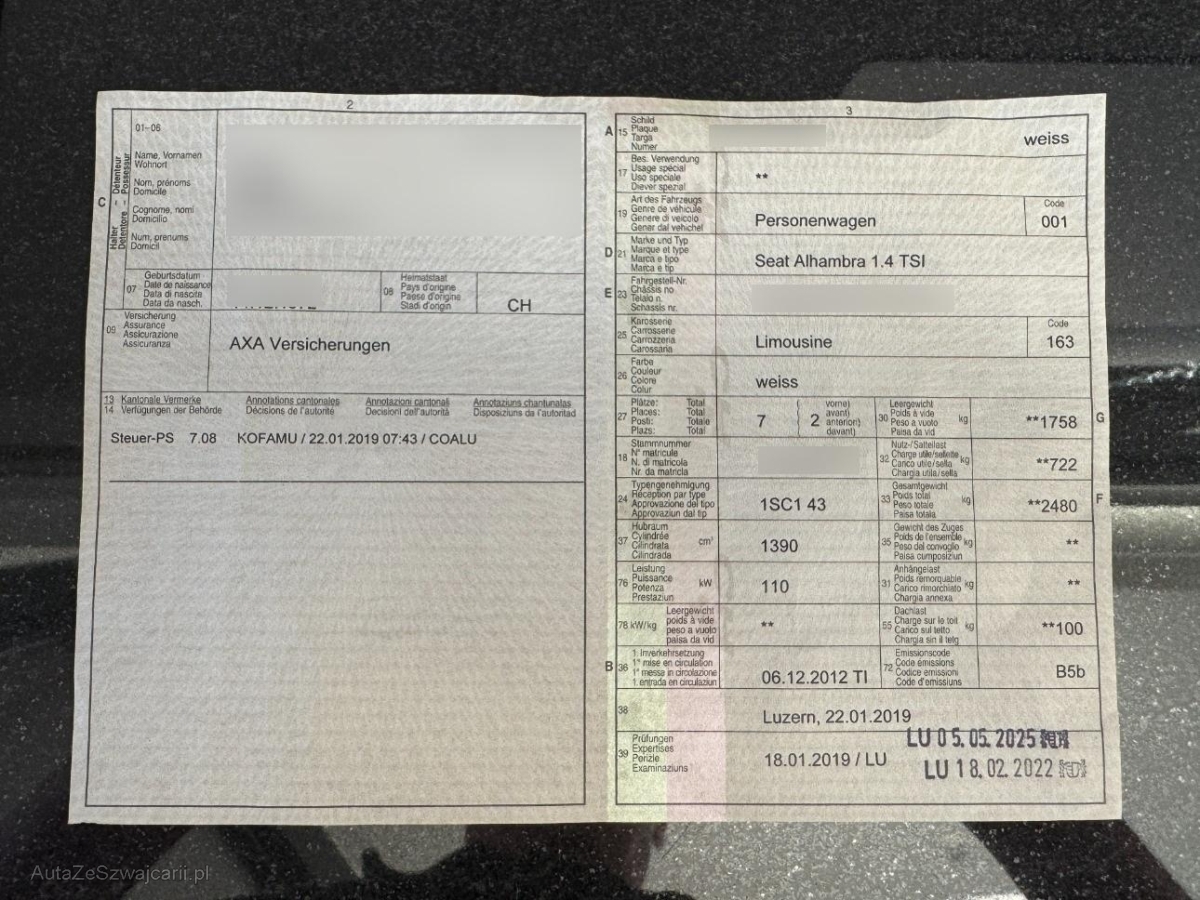 2
01–06
Name, Vornamen
Wohnort
Nom, prénoms
Domicile
Cognome, nomi
Domicilio
Num, prenums
Domicil
C
Halter - Détenteur
Detentore - Possessur
07
Geburtsdatum
Date de naissance
Data di nascita
Data da nasch.
08
Heimatstaat
Pays d'origine
Paese d'origine
Stadi d'origin
CH
09
Versicherung
Assurance
Assicurazione
Assicuranza
AXA Versicherungen
13 Kantonale Vermerke Annotations cantonales Annotazioni cantonali Annotaziuns chantunalas
14 Verfügungen der Behörde Décisions de l'autorité Decisioni dell'autorità Disposiziuns da l'autoritad
Steuer-PS 7.08 KOFAMU / 22.01.2019 07:43 / COALU
3
A 15
Schild
Plaque
Targa
Numer
weiss
17
Bes. Verwendung
Usage spécial
Uso speciale
Diever spezial
**
19
Art des Fahrzeugs
Genre de véhicule
Genere di veicolo
Gener dal vehichel
Personenwagen
Code
001
D 21
Marke und Typ
Marque et type
Marca e tipo
Marca e tip
Seat Alhambra 1.4 TSI
E 23
Fahrgestell-Nr.
Châssis no
Telaio n.
Schassis nr.
25
Karosserie
Carrosserie
Carrozzeria
Carossaria
Limousine
Code
163
26
Farbe
Couleur
Colore
Colur
weiss
27
Plätze: Total
Places: Total
Posti: Totale
Plazs: Total
7
2
vorne)
avant)
anteriori)
davant)
30
Leergewicht
Poids à vide
Peso a vuoto
Paisa da vid
kg
**1758
G
18
Stammnummer
N° matricule
N. di matricola
Nr. da matricla
32
Nutz-/Sattellast
Charge utile/sellette
Carico utile/sella
Chargia utila/sella
kg
**722
24
Typengenehmigung
Réception par type
Approvazione del tipo
Approvaziun dal tip
1SC1 43
33
Gesamtgewicht
Poids total
Peso totale
Paisa totala
kg
**2480
F
37
Hubraum
Cylindrée
Cilindrata
Cilindrada
cm³
1390
35
Gewicht des Zuges
Poids de l'ensemble
Peso del convoglio
Paisa cumposiziun
kg
**
76
Leistung
Puissance
Potenza
Prestaziun
kW
110
31
Anhängelast
Poids remorquable
Carico rimorchiato
Chargia annexa
kg
**
78 kW/kg
Leergewicht
poids à vide
peso a vuoto
paisa da vid
**
55
Dachlast
Charge sur le toit
Carico sul tetto
Chargia sin il tetg
kg
**100
B 36
1. Inverkehrsetzung
1re mise en circulation
1a messa in circolazione
1. entrada en circulaziun
06.12.2012 TI
72
Emissionscode
Code émissions
Codice emissioni
Code d'emissiuns
B5b
38
Luzern, 22.01.2019
39
Prüfungen
Expertises
Perizie
Examinaziuns
18.01.2019 / LU
LU 05.05.2025
LU 18.02.2022
AutaZeSzwajcarii.pl